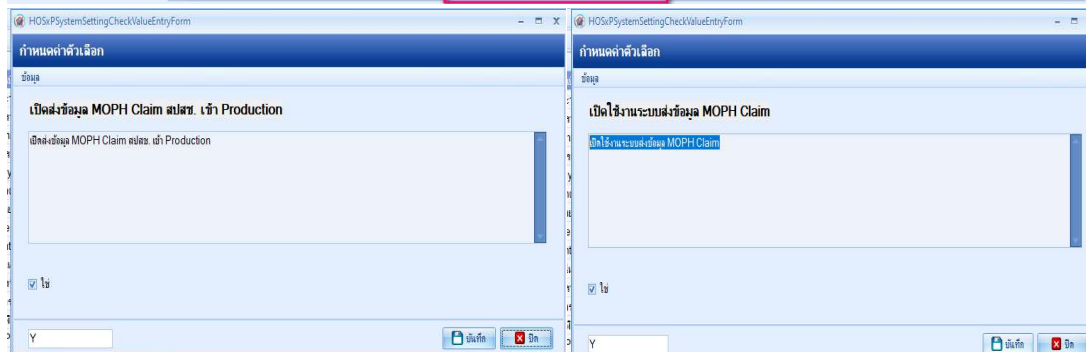 HOSxPSystemSettingCheckValueEntryForm
กำหนดค่าตัวเลือก
ข้อมูล
เปิดส่งข้อมูล MOPH Claim สปสช. เข้า Production
เปิดส่งข้อมูล MOPH Claim สปสช. เข้า Production
ใช่
Y
บันทึก
ปิด
HOSxPSystemSettingCheckValueEntryForm
กำหนดค่าตัวเลือก
ข้อมูล
เปิดใช้งานระบบส่งข้อมูล MOPH Claim
เปิดใช้งานระบบส่งข้อมูล MOPH Claim
ใช่
Y
บันทึก
ปิด